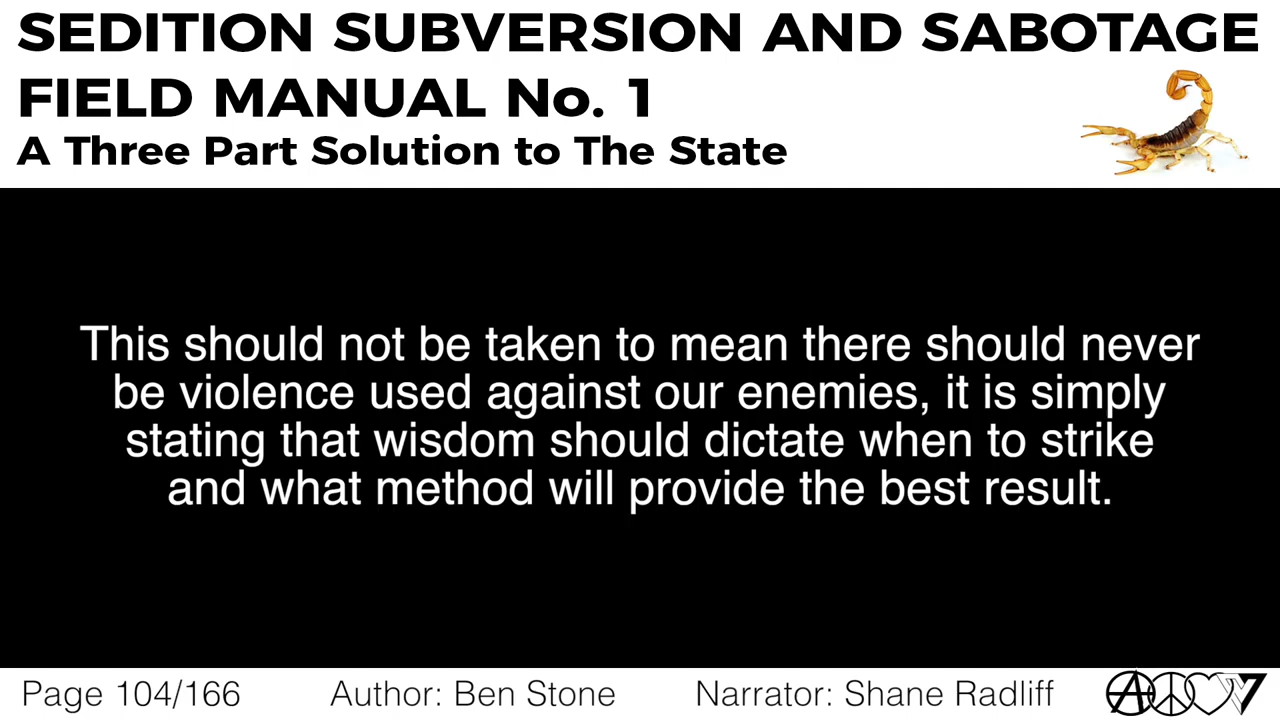 SEDITION SUBVERSION AND SABOTAGE
FIELD MANUAL No. 1
A Three Part Solution to The State
This should not be taken to mean there should never
be violence used against our enemies, it is simply
stating that wisdom should dictate when to strike
and what method will provide the best result.
Page 104/166 Author: Ben Stone Narrator: Shane Radliff